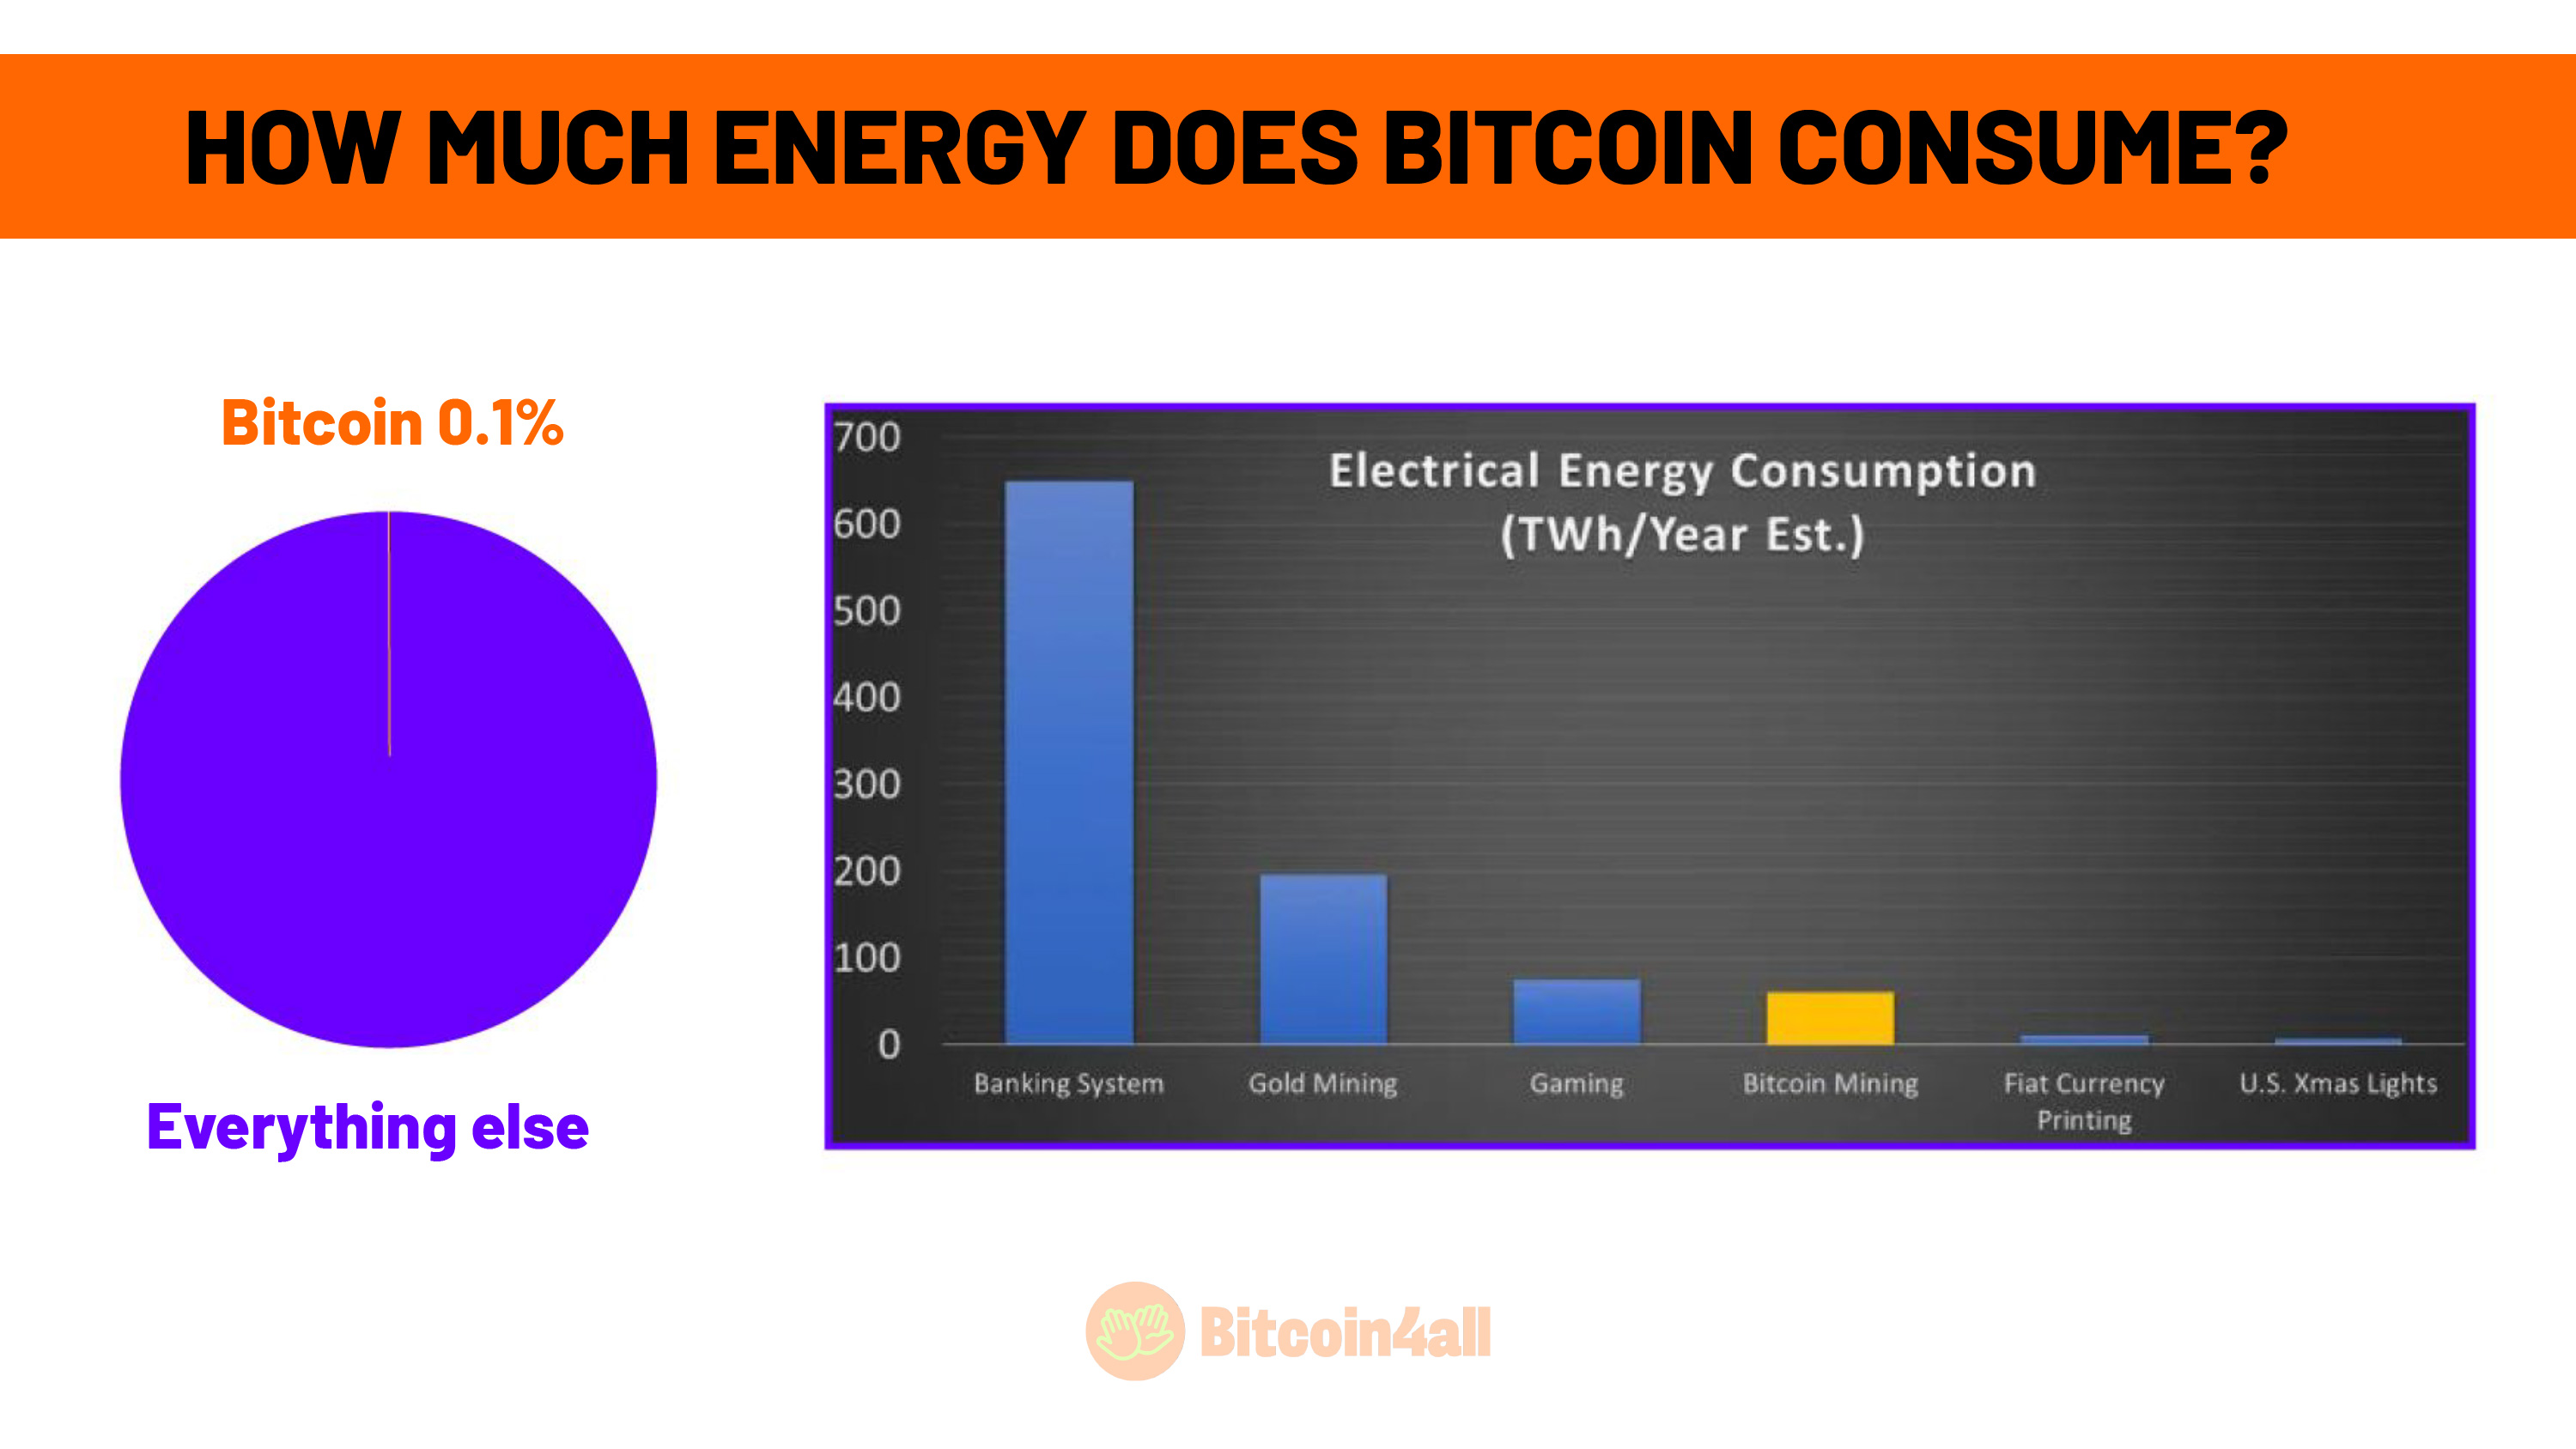 HOW MUCH ENERGY DOES BITCOIN CONSUME?
Bitcoin 0.1%
Everything else
Electrical Energy Consumption
(TWh/Year Est.)
700
600
500
400
300
200
100
0
Banking System
Gold Mining
Gaming
Bitcoin Mining
Fiat Currency
Printing
U.S. Xmas Lights
Bitcoin4all